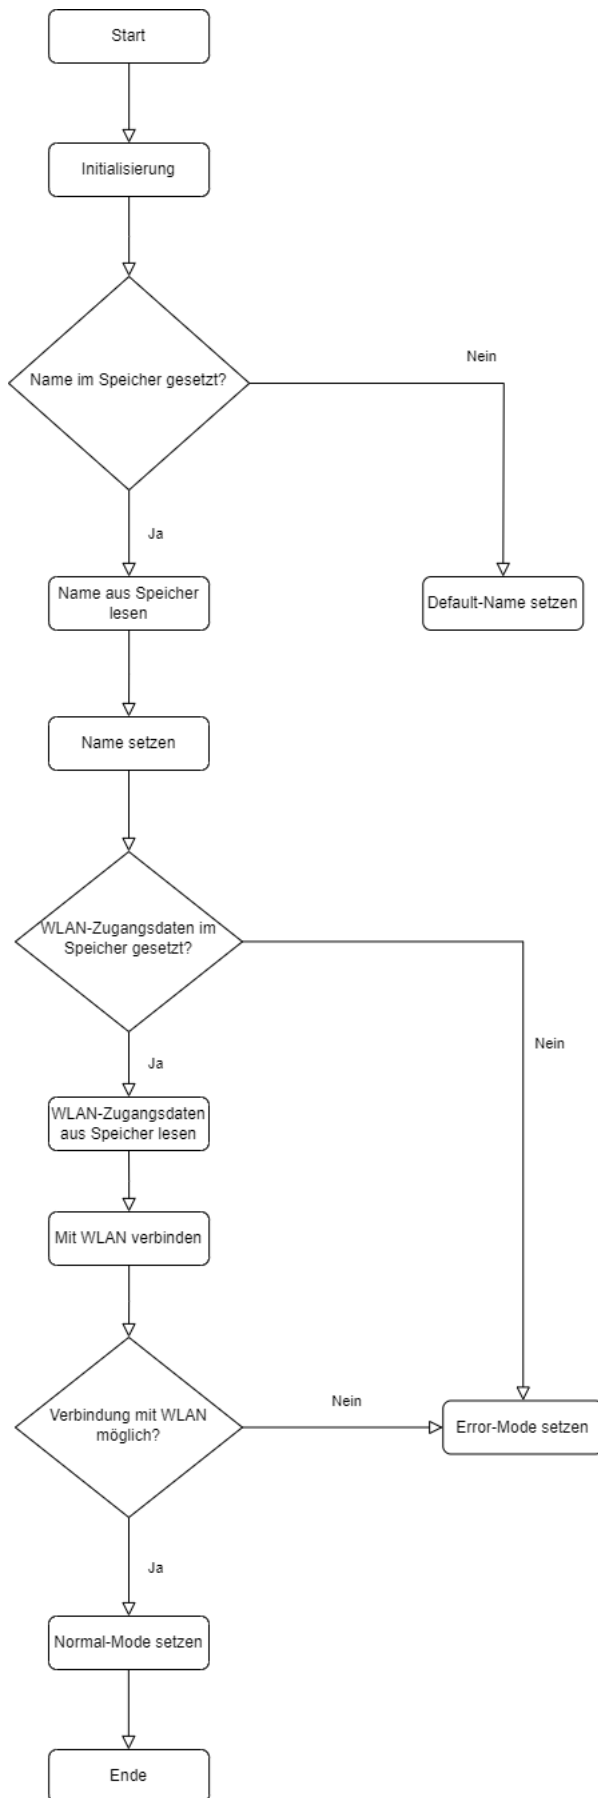 Start
Initialisierung
Nein
Name im Speicher gesetzt?
Ja
Name aus Speicher
lesen
Default-Name setzen
Name setzen
WLAN-Zugangsdaten im
Speicher gesetzt?
Nein
Ja
WLAN-Zugangsdaten
aus Speicher lesen
Mit WLAN verbinden
Nein
Verbindung mit WLAN
möglich?
Error-Mode setzen
Ja
Normal-Mode setzen
Ende